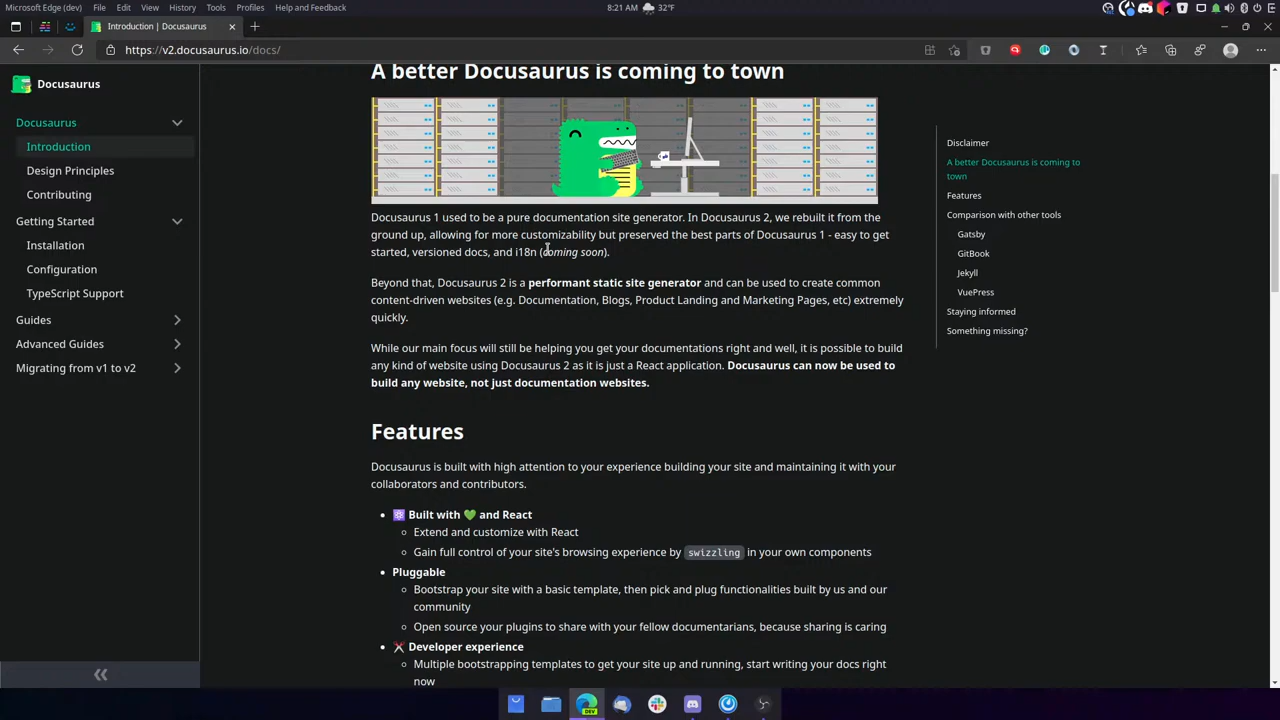 Microsoft Edge (dev) File Edit View History Tools Profiles Help and Feedback 8:21 AM 32°F
Introduction | Docusaurus
https://v2.docusaurus.io/docs/
Docusaurus
Docusaurus
Introduction
Design Principles
Contributing
Getting Started
Installation
Configuration
TypeScript Support
Guides
Advanced Guides
Migrating from v1 to v2
A better Docusaurus is coming to town
Docusaurus 1 used to be a pure documentation site generator. In Docusaurus 2, we rebuilt it from the
ground up, allowing for more customizability but preserved the best parts of Docusaurus 1 - easy to get
started, versioned docs, and i18n (coming soon).
Beyond that, Docusaurus 2 is a performant static site generator and can be used to create common
content-driven websites (e.g. Documentation, Blogs, Product Landing and Marketing Pages, etc) extremely
quickly.
While our main focus will still be helping you get your documentations right and well, it is possible to build
any kind of website using Docusaurus 2 as it is just a React application. Docusaurus can now be used to
build any website, not just documentation websites.
Features
Docusaurus is built with high attention to your experience building your site and maintaining it with your
collaborators and contributors.
Built with 💚 and React
Extend and customize with React
Gain full control of your site's browsing experience by swizzling in your own components
Pluggable
Bootstrap your site with a basic template, then pick and plug functionalities built by us and our
community
Open source your plugins to share with your fellow documentarians, because sharing is caring
Developer experience
Multiple bootstrapping templates to get your site up and running, start writing your docs right
now
Disclaimer
A better Docusaurus is coming to
town
Features
Comparison with other tools
Gatsby
GitBook
Jekyll
VuePress
Staying informed
Something missing?
DEV